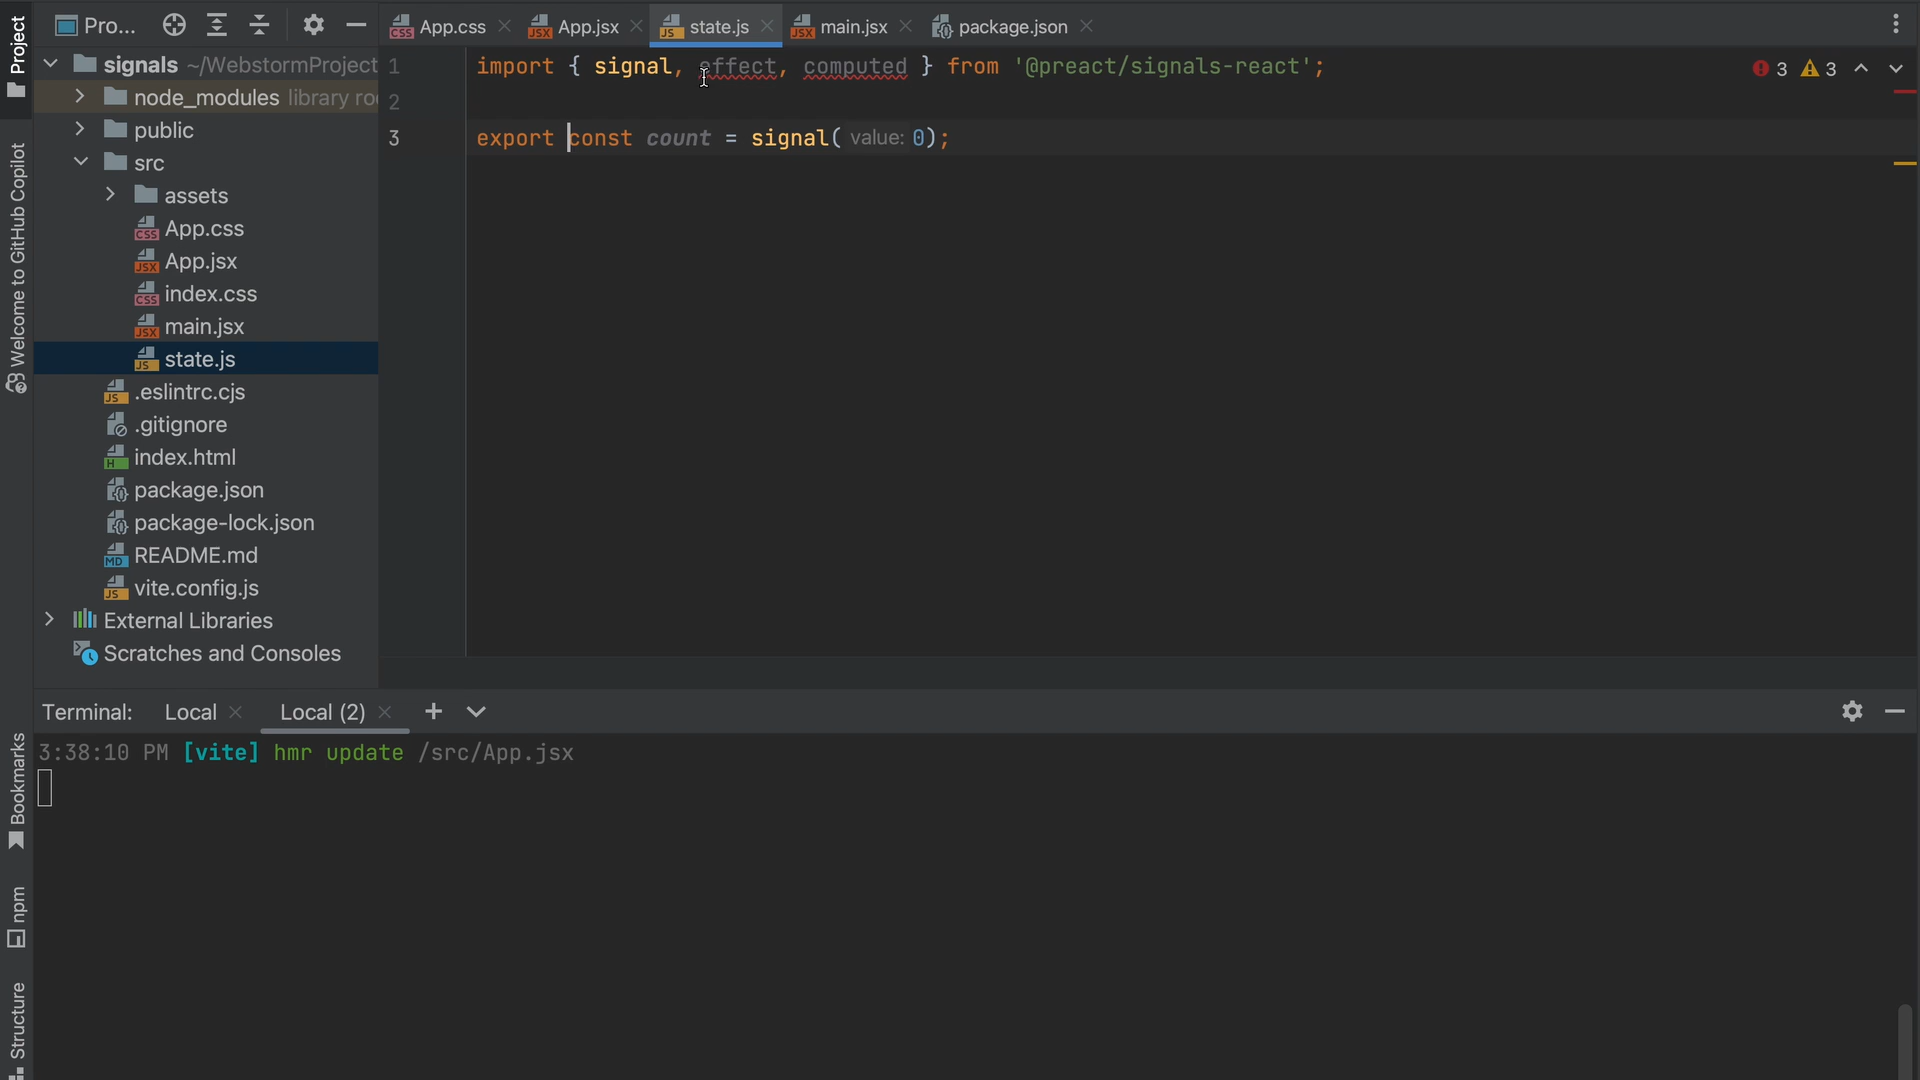 Pro...
App.css
App.jsx
state.js
main.jsx
package.json
Project
Welcome to GitHub Copilot
Bookmarks
npm
Structure
signals ~/WebstormProject
node_modules library roo
public
src
assets
App.css
App.jsx
index.css
main.jsx
state.js
.eslintrc.cjs
.gitignore
index.html
package.json
package-lock.json
README.md
vite.config.js
External Libraries
Scratches and Consoles
1 import { signal, effect, computed } from '@preact/signals-react';
3 3
2
3 export const count = signal( value: 0);
Terminal: Local Local (2)
3:38:10 PM [vite] hmr update /src/App.jsx